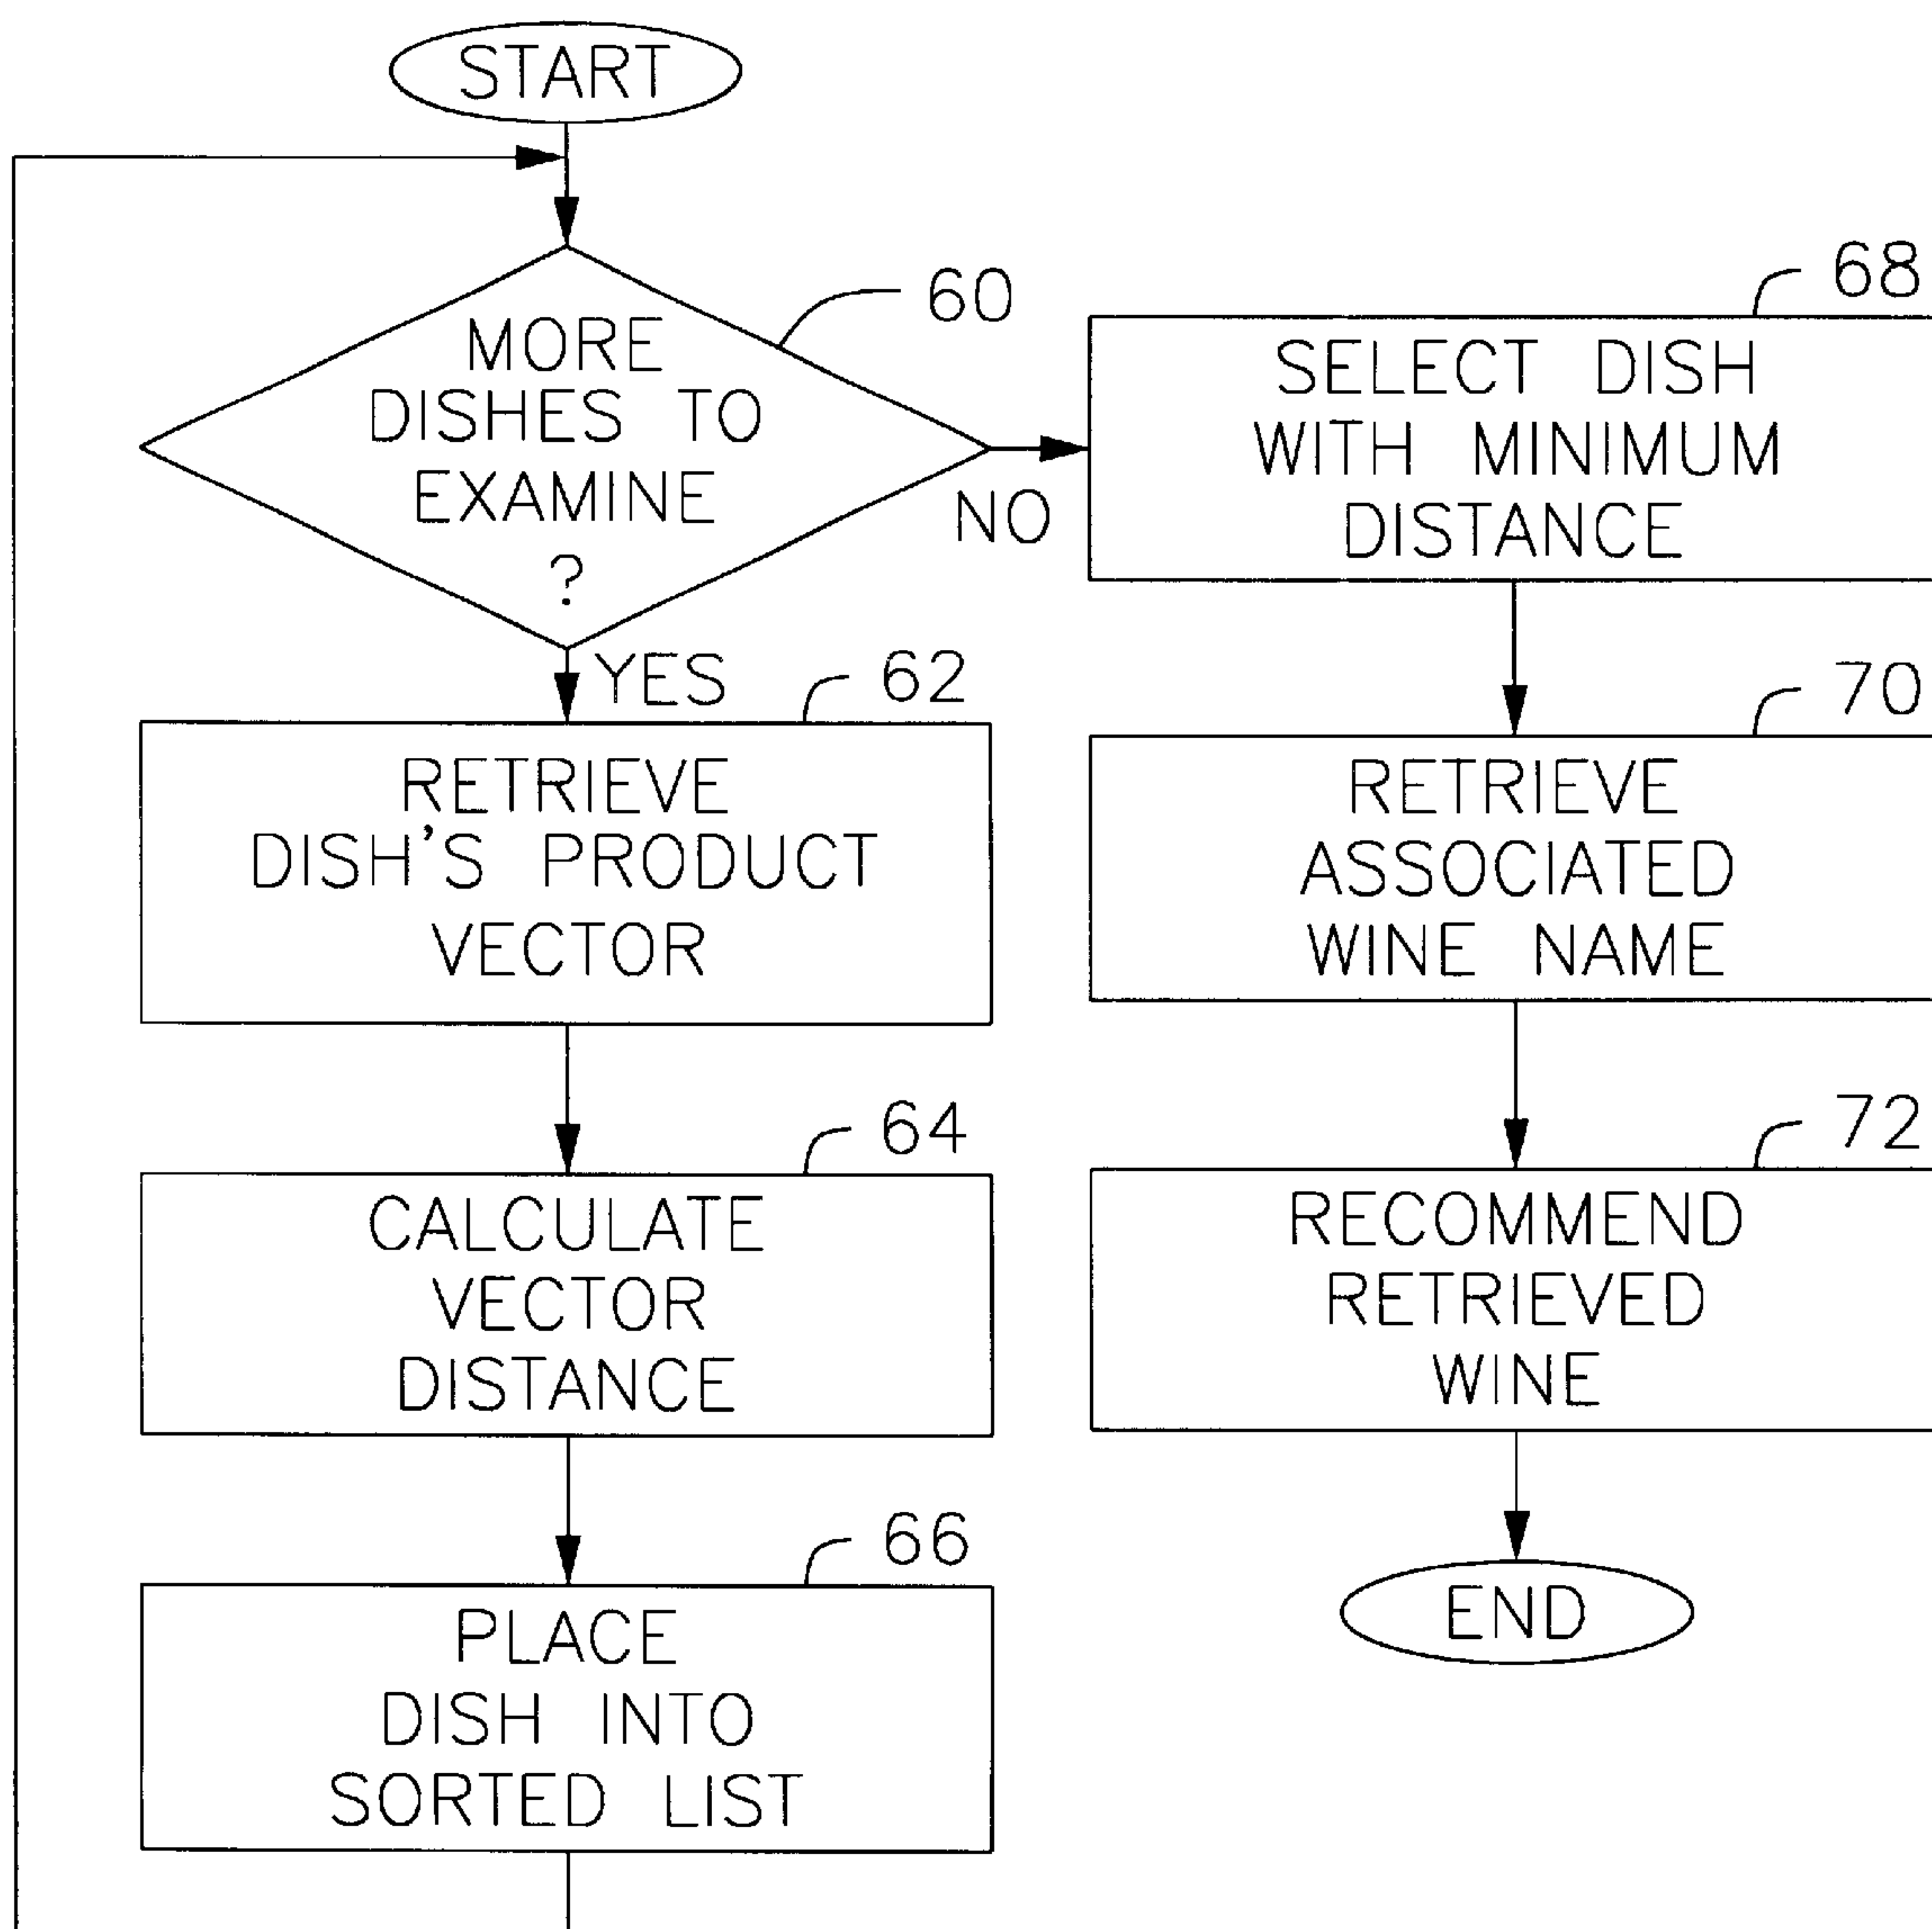 START
60
MORE
DISHES TO
EXAMINE
?
NO
YES
62
RETRIEVE
DISH'S PRODUCT
VECTOR
64
CALCULATE
VECTOR
DISTANCE
66
PLACE
DISH INTO
SORTED LIST
68
SELECT DISH
WITH MINIMUM
DISTANCE
70
RETRIEVE
ASSOCIATED
WINE NAME
72
RECOMMEND
RETRIEVED
WINE
END